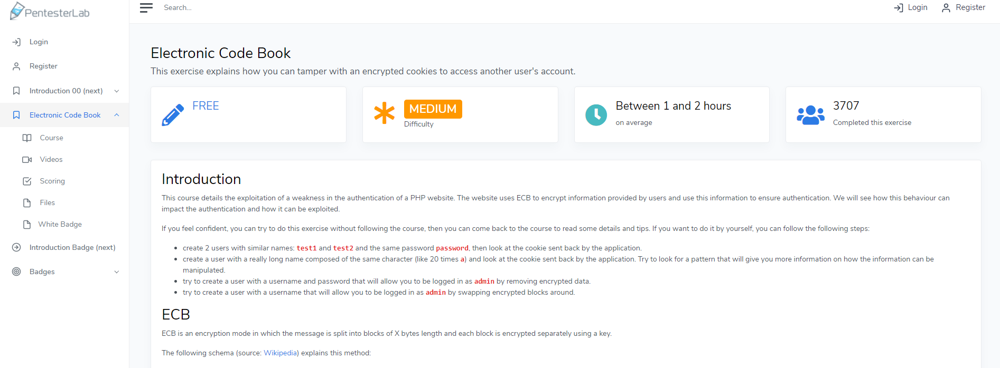 PentesterLab
Search...
Login
Register
Login
Register
Introduction 00 (next)
Electronic Code Book
Course
Videos
Scoring
Files
White Badge
Introduction Badge (next)
Badges
Electronic Code Book
This exercise explains how you can tamper with an encrypted cookies to access another user's account.
FREE
MEDIUM
Difficulty
Between 1 and 2 hours
on average
3707
Completed this exercise
Introduction
This course details the exploitation of a weakness in the authentication of a PHP website. The website uses ECB to encrypt information provided by users and use this information to ensure authentication. We will see how this behaviour can
impact the authentication and how it can be exploited.
If you feel confident, you can try to do this exercise without following the course, then you can come back to the course to read some details and tips. If you want to do it by yourself, you can follow the following steps:
• create 2 users with similar names: test1 and test2 and the same password password, then look at the cookie sent back by the application.
• create a user with a really long name composed of the same character (like 20 times a) and look at the cookie sent back by the application. Try to look for a pattern that will give you more information on how the information can be
manipulated.
• try to create a user with a username and password that will allow you to be logged in as admin by removing encrypted data.
• try to create a user with a username that will allow you to be logged in as admin by swapping encrypted blocks around.
ECB
ECB is an encryption mode in which the message is split into blocks of X bytes length and each block is encrypted separately using a key.
The following schema (source: Wikipedia) explains this method: